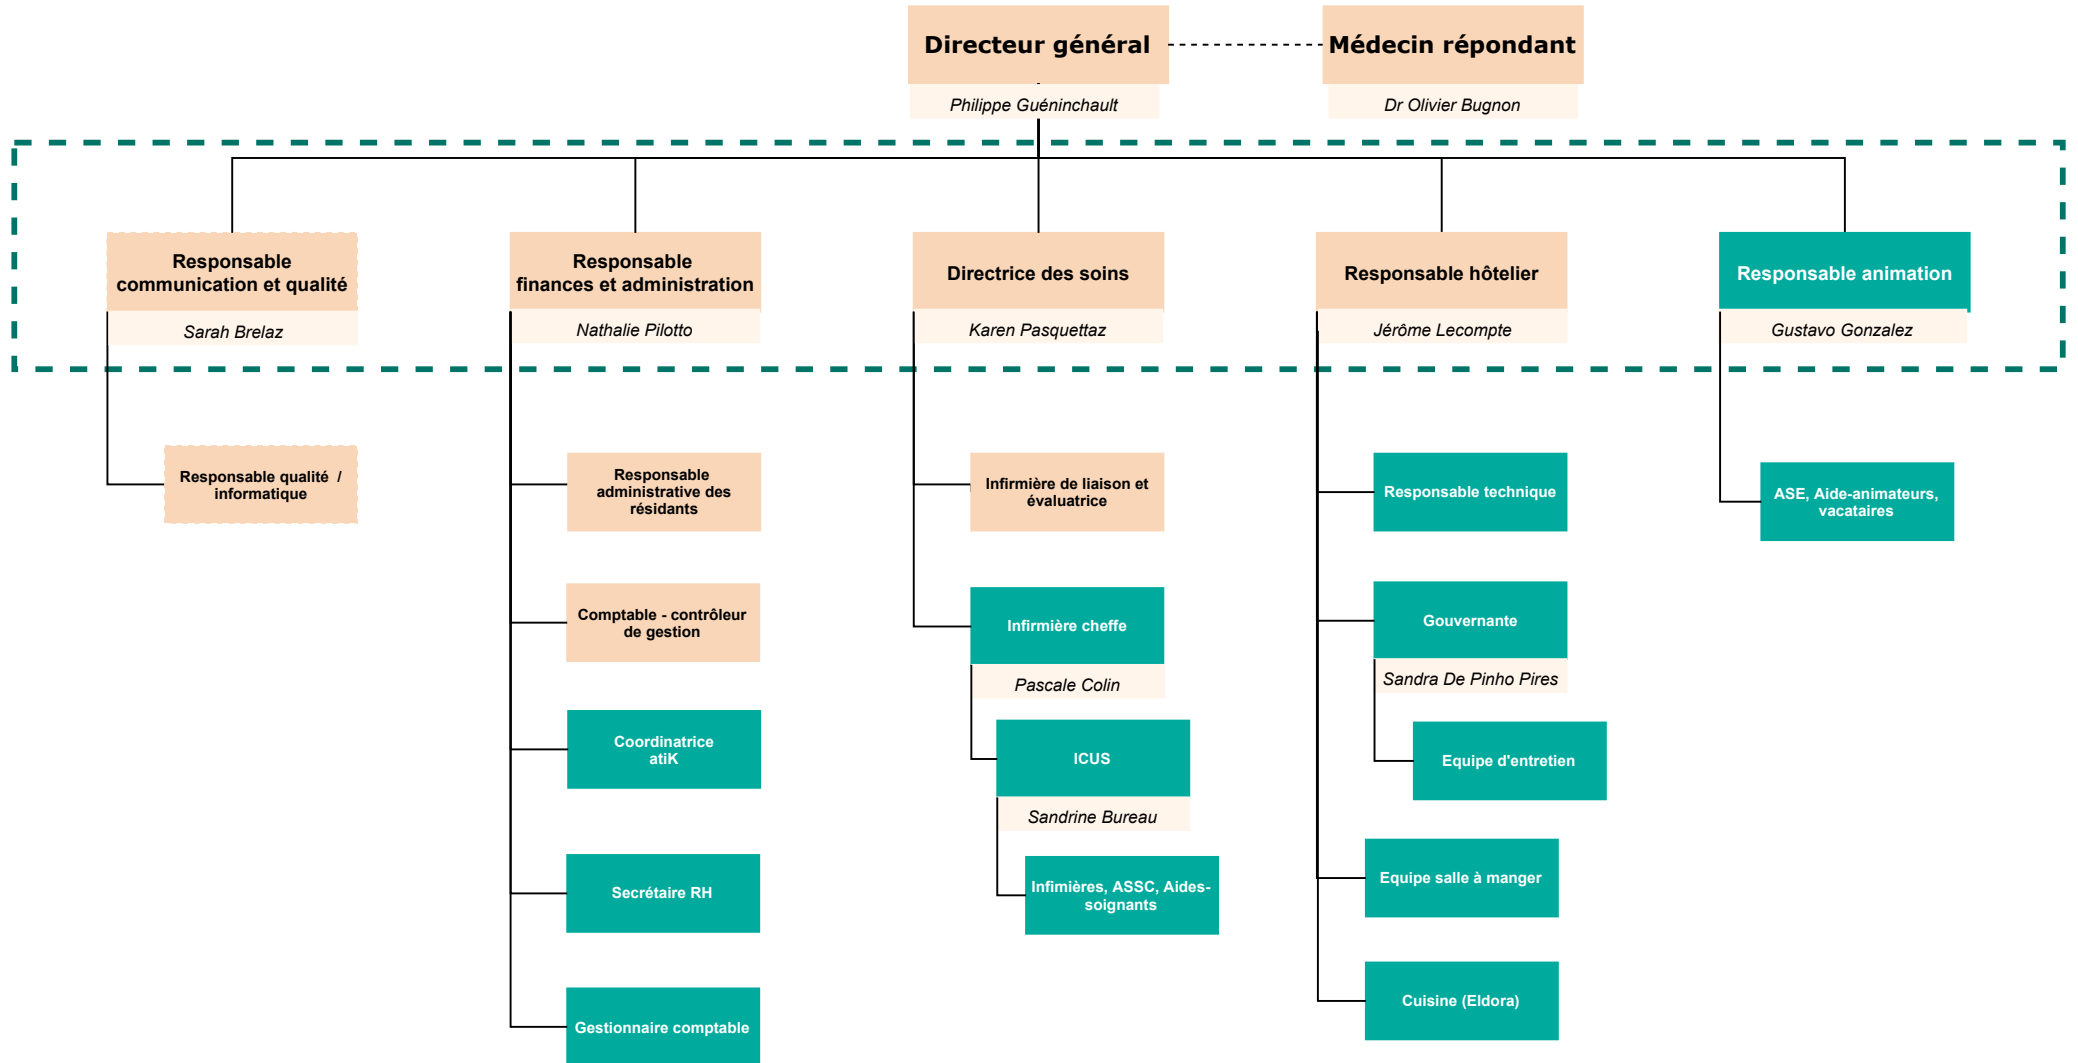 Directeur général
Médecin répondant
Philippe Guéninchault
Dr Olivier Bugnon
Responsable
communication et qualité
Sarah Brelaz
Responsable
finances et administration
Nathalie Pilotto
Directrice des soins
Karen Pasquettaz
Responsable hôtelier
Jérôme Lecompte
Responsable animation
Gustavo Gonzalez
Responsable qualité /
informatique
Responsable
administrative des
résidants
Comptable - contrôleur
de gestion
Coordinatrice
atiK
Secrétaire RH
Gestionnaire comptable
Infirmière de liaison et
évaluatrice
Infirmière cheffe
Pascale Colin
ICUS
Sandrine Bureau
Infimières, ASSC, Aides-
soignants
Responsable technique
Gouvernante
Sandra De Pinho Pires
Equipe d'entretien
Equipe salle à manger
Cuisine (Eldora)
ASE, Aide-animateurs,
vacataires